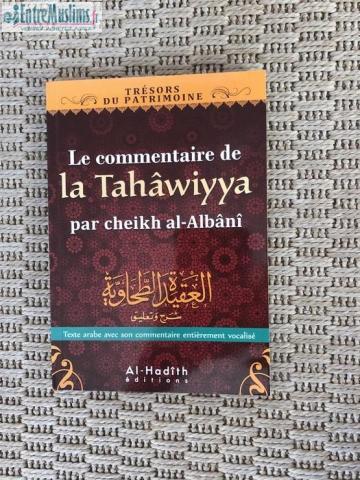 EntreMuslims.fr
TRÉSORS
DU PATRIMOINE
Le commentaire de
la Tahâwiyya
par cheikh al-Albânî
العقيدة الطحاوية
شرح وتعليق
Texte arabe avec son commentaire entièrement vocalisé
Al-Hadîth
éditions